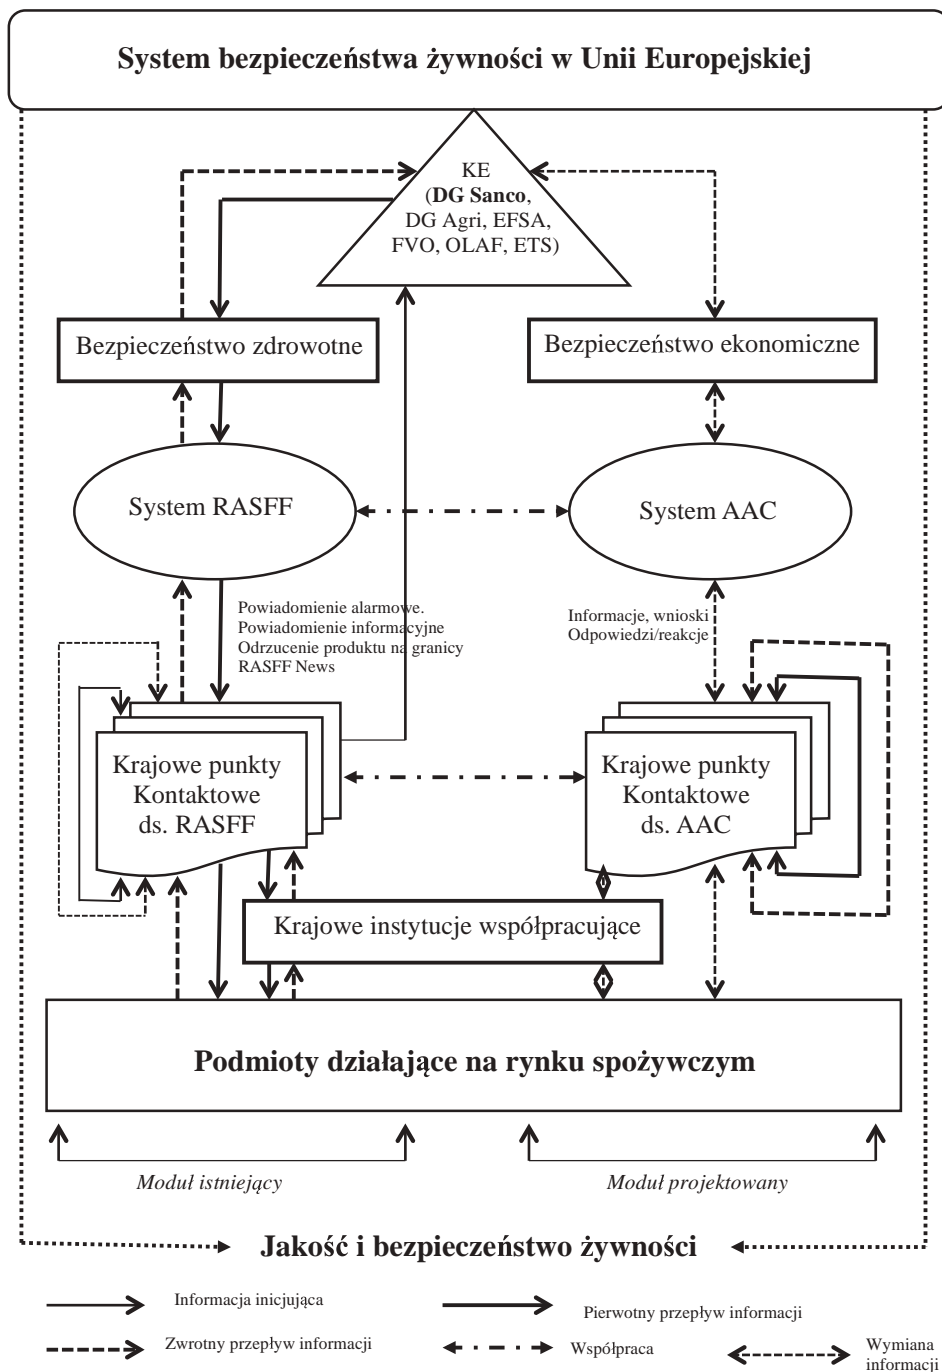 System bezpieczeństwa żywności w Unii Europejskiej
KE
(DG Sanco,
DG Agri, EFSA,
FVO, OLAF, ETS)
Bezpieczeństwo zdrowotne
Bezpieczeństwo ekonomiczne
System RASFF
System AAC
Powiadomienie alarmowe.
Powiadomienie informacyjne
Odrzucenie produktu na granicy
RASFF News
Informacje, wnioski
Odpowiedzi/reakcje
Krajowe punkty
Kontaktowe
ds. RASFF
Krajowe punkty
Kontaktowe
ds. AAC
Krajowe instytucje współpracujące
Podmioty działające na rynku spożywczym
Moduł istniejący
Moduł projektowany
Jakość i bezpieczeństwo żywności
Informacja inicjująca
Pierwotny przepływ informacji
Zwrotny przepływ informacji
Współpraca
Wymiana
informacji